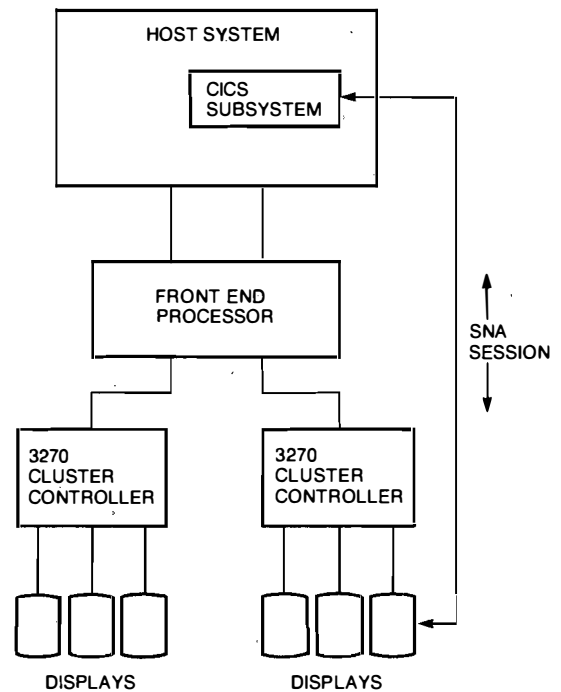 HOST SYSTEM
CICS
SUBSYSTEM
FRONT END
PROCESSOR
SNA
SESSION
3270
CLUSTER
CONTROLLER
3270
CLUSTER
CONTROLLER
DISPLAYS
DISPLAYS